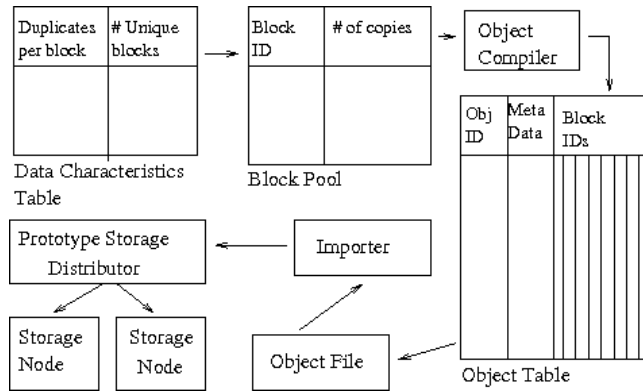 Duplicates
per block
# Unique
blocks
Data Characteristics
Table
Block
ID
# of copies
Block Pool
Object
Compiler
Obj
ID
Meta
Data
Block
IDs
Object Table
Object File
Importer
Prototype Storage
Distributor
Storage
Node
Storage
Node